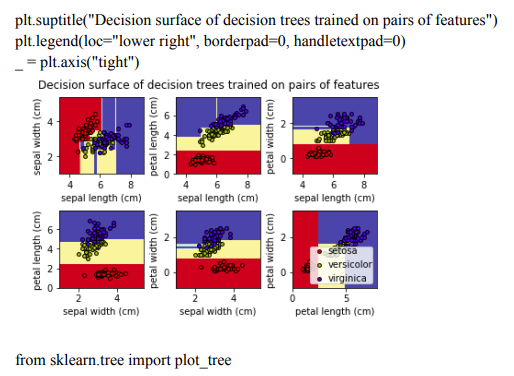 plt.suptitle("Decision surface of decision trees trained on pairs of features")
plt.legend(loc="lower right", borderpad=0, handletextpad=0)
_ = plt.axis("tight")
Decision surface of decision trees trained on pairs of features
sepal width (cm)
4
2
4 6 8
sepal length (cm)
petal length (cm)
6
4
2
0
4 6 8
sepal length (cm)
petal width (cm)
2
0
4 6 8
sepal length (cm)
petal length (cm)
6
4
2
0
2 4
sepal width (cm)
petal width (cm)
2
0
2 4
sepal width (cm)
petal width (cm)
2
0
0 5
petal length (cm)
setosa
versicolor
virginica
from sklearn.tree import plot_tree